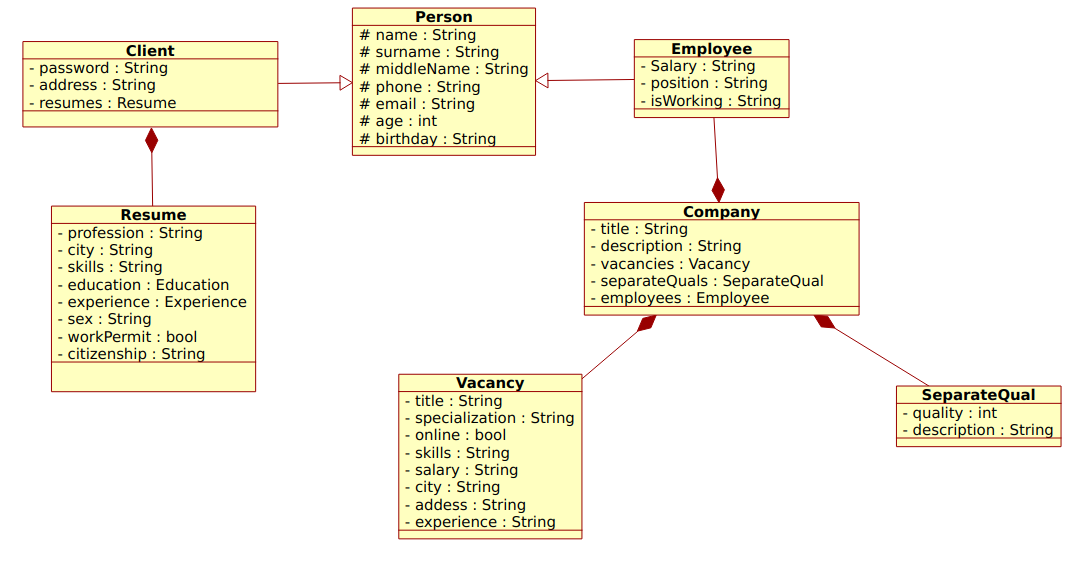 Person
# name : String
# surname : String
# middleName : String
# phone : String
# email : String
# age : int
# birthday : String
Client
- password : String
- address : String
- resumes : Resume
Employee
- Salary : String
- position : String
- isWorking : String
Resume
- profession : String
- city : String
- skills : String
- education : Education
- experience : Experience
- sex : String
- workPermit : bool
- citizenship : String
Company
- title : String
- description : String
- vacancies : Vacancy
- separateQuals : SeparateQual
- employees : Employee
Vacancy
- title : String
- specialization : String
- online : bool
- skills : String
- salary : String
- city : String
- addess : String
- experience : String
SeparateQual
- quality : int
- description : String